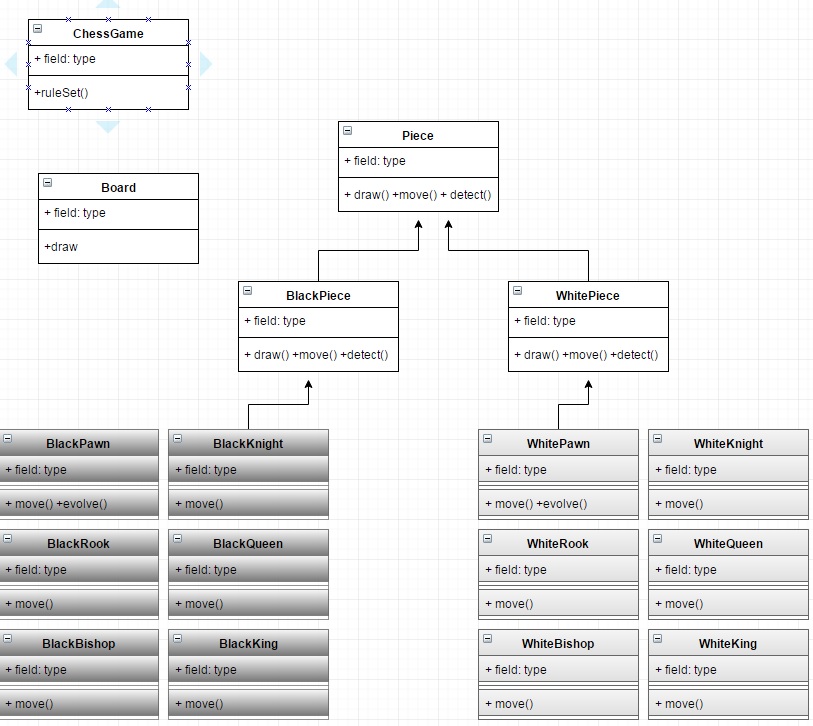 ChessGame
+ field: type
+ruleSet()
Piece
+ field: type
+ draw() +move() + detect()
Board
+ field: type
+draw
BlackPiece
+ field: type
+ draw() +move() +detect()
WhitePiece
+ field: type
+ draw() +move() +detect()
BlackPawn
+ field: type
+ move() +evolve()
BlackKnight
+ field: type
+ move()
WhitePawn
+ field: type
+ move() +evolve()
WhiteKnight
+ field: type
+ move()
BlackRook
+ field: type
+ move()
BlackQueen
+ field: type
+ move()
WhiteRook
+ field: type
+ move()
WhiteQueen
+ field: type
+ move()
BlackBishop
+ field: type
+ move()
BlackKing
+ field: type
+ move()
WhiteBishop
+ field: type
+ move()
WhiteKing
+ field: type
+ move()